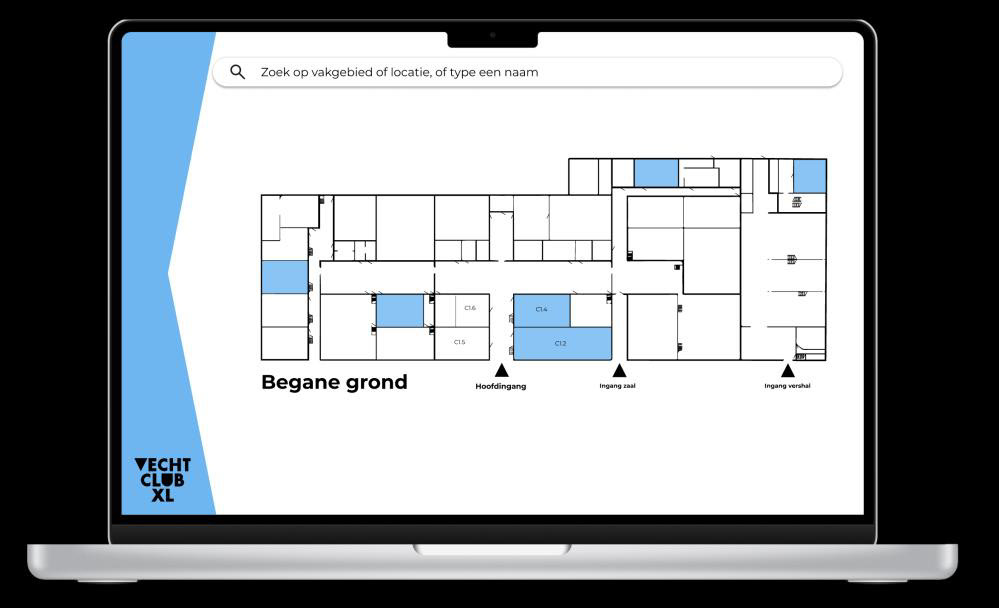 Zoek op vakgebied of locatie, of type een naam
C1.6
C1.4
C1.5
C1.2
Begane grond
Hoofdingang
Ingang zaal
Ingang vershal
VECHT
CLUB
XL